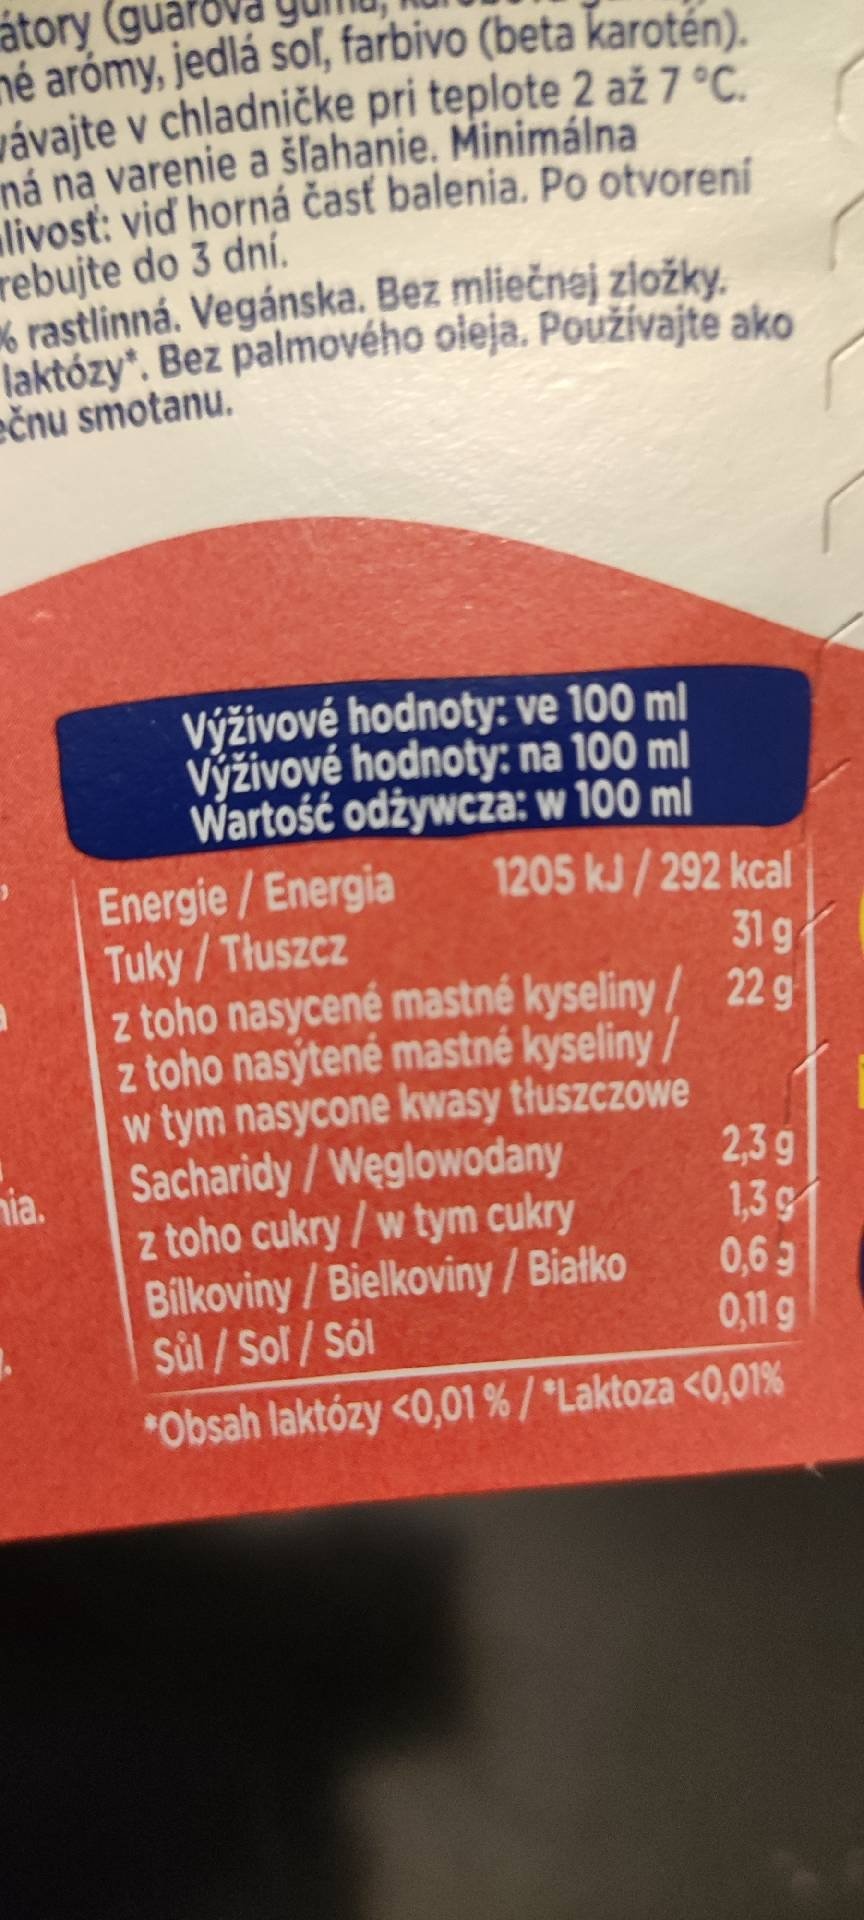 átory (guarová guma,
né arómy, jedlá soľ, farbivo (beta karotén).
vávajte v chladničke pri teplote 2 až 7 °C.
ná na varenie a šľahanie. Minimálna
livosť: viď horná časť balenia. Po otvorení
rebujte do 3 dní.
% rastlinná. Vegánska. Bez mliečnej zložky.
laktózy*. Bez palmového oleja. Používajte ako
ečnu smotanu.
Výživové hodnoty: ve 100 ml
Výživové hodnoty: na 100 ml
Wartość odżywcza: w 100 ml
Energie / Energia 1205 kJ / 292 kcal
Tuky / Tłuszcz 31 g
z toho nasycené mastné kyseliny / 22 g
z toho nasýtené mastné kyseliny /
w tym nasycone kwasy tłuszczowe
Sacharidy / Węglowodany 2,3 g
z toho cukry / w tym cukry 1,3 g
Bílkoviny / Bielkoviny / Białko 0,6 g
Sůl / Soľ / Sól 0,11 g
*Obsah laktózy <0,01 % / *Laktoza <0,01%
nia.